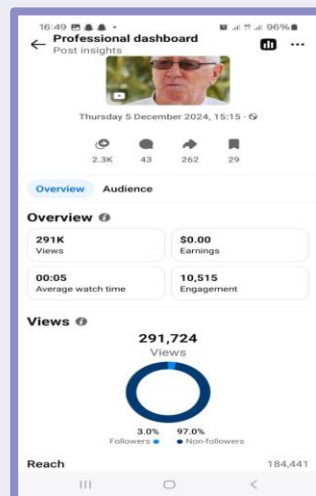 16:49
96%
Professional dashboard
Post insights
Thursday 5 December 2024, 15:15 ·
2.3K 43 262 29
Overview Audience
Overview
291K $0.00
Views Earnings
00:05 10,515
Average watch time Engagement
Views
291,724
Views
3.0% 97.0%
Followers Non-followers
Reach 184,441